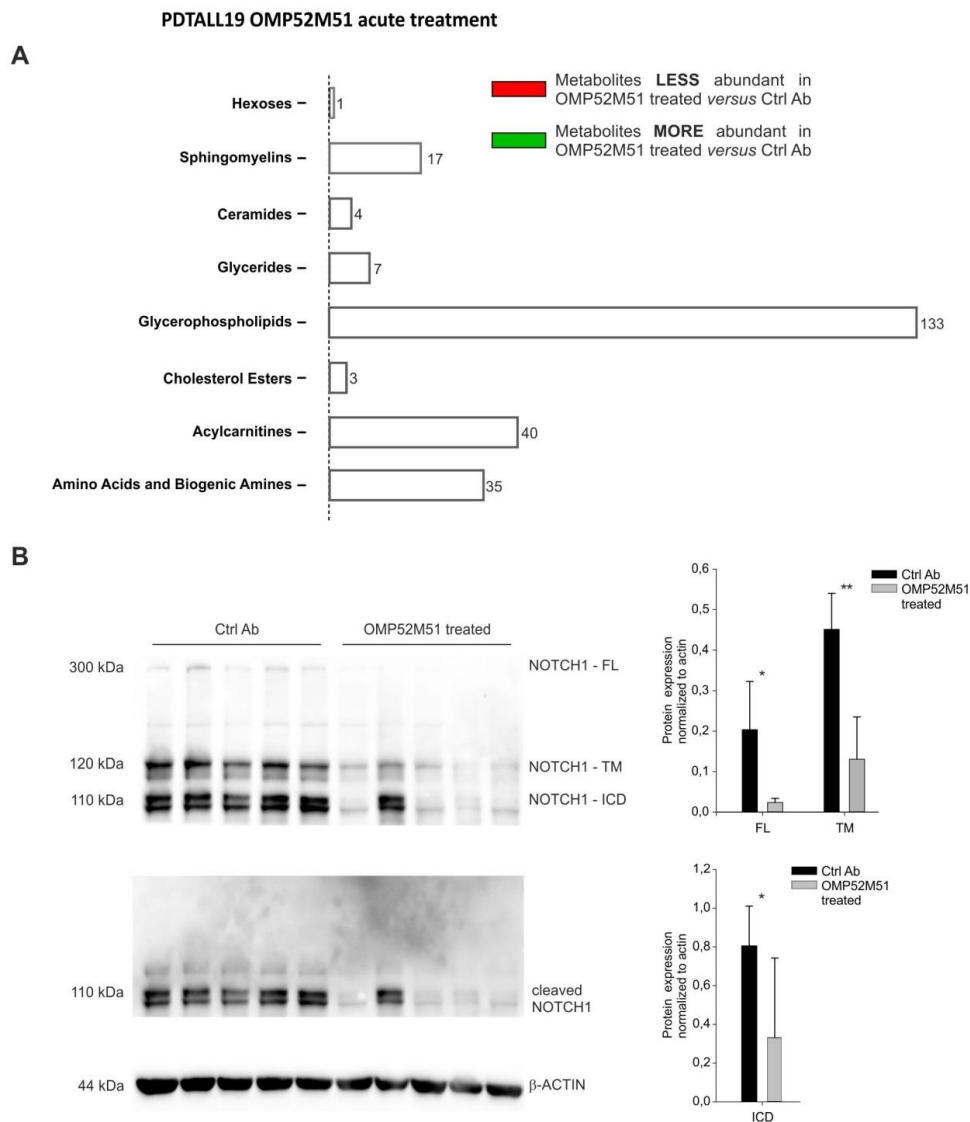 PDTALL19 OMP52M51 acute treatment
A
Metabolites LESS abundant in
OMP52M51 treated versus Ctrl Ab
Metabolites MORE abundant in
OMP52M51 treated versus Ctrl Ab
Hexoses
1
Sphingomyelins
17
Ceramides
4
Glycerides
7
Glycerophospholipids
133
Cholesterol Esters
3
Acylcarnitines
40
Amino Acids and Biogenic Amines
35
B
Ctrl Ab
OMP52M51 treated
300 kDa
NOTCH1 - FL
120 kDa
NOTCH1 - TM
110 kDa
NOTCH1 - ICD
110 kDa
cleaved
NOTCH1
44 kDa
β-ACTIN
Protein expression
normalized to actin
0,6
0,5
0,4
0,3
0,2
0,1
0,0
*
**
FL
TM
Ctrl Ab
OMP52M51
treated
Protein expression
normalized to actin
1,2
1,0
0,8
0,6
0,4
0,2
0,0
*
ICD
Ctrl Ab
OMP52M51
treated